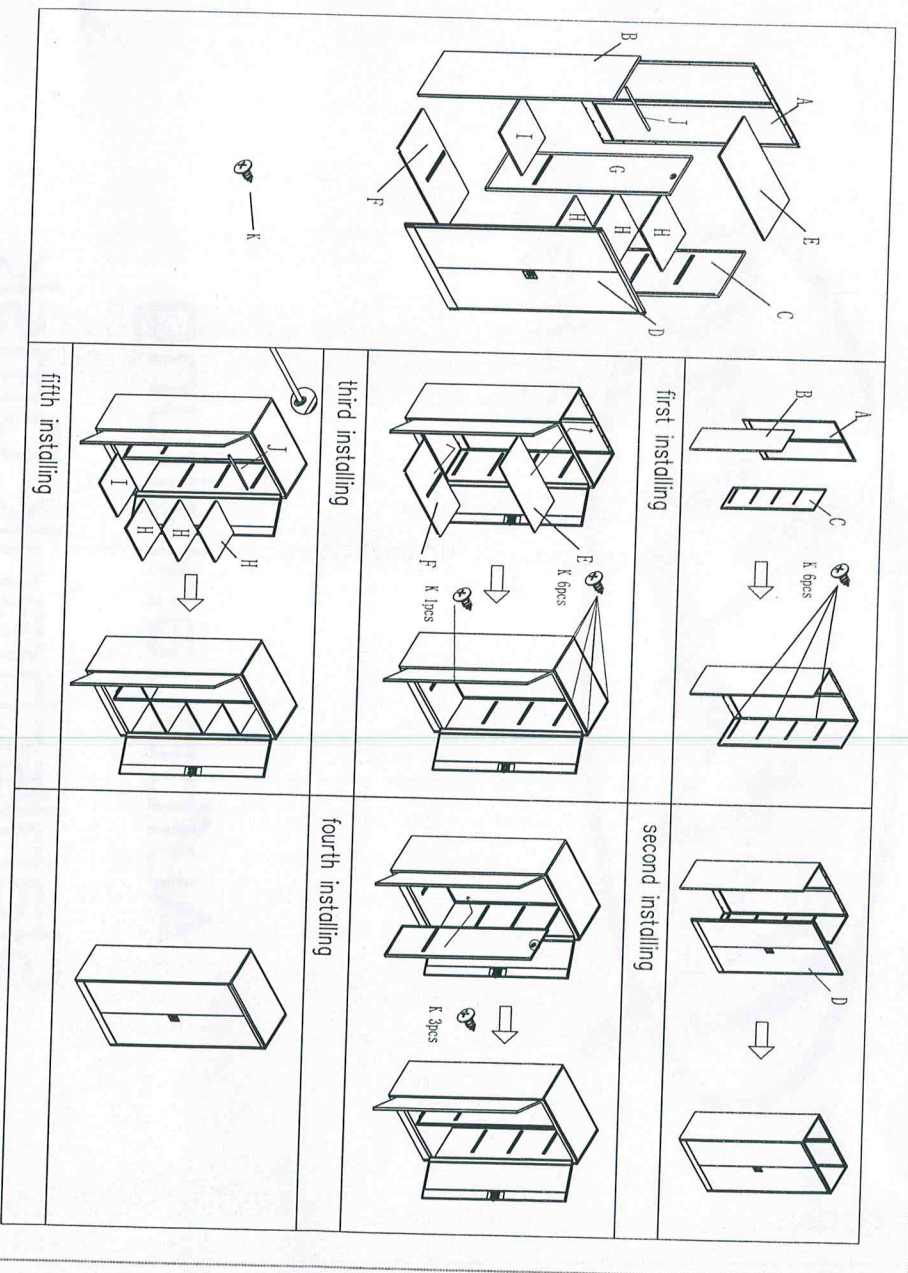 A
B
J
E
I
G
C
F
H
H
H
D
K
A
B
C
K 6pcs
first installing
D
second installing
J
E
F
K 6pcs
K 1pcs
third installing
K 3pcs
fourth installing
J
I
H
H
H
fifth installing